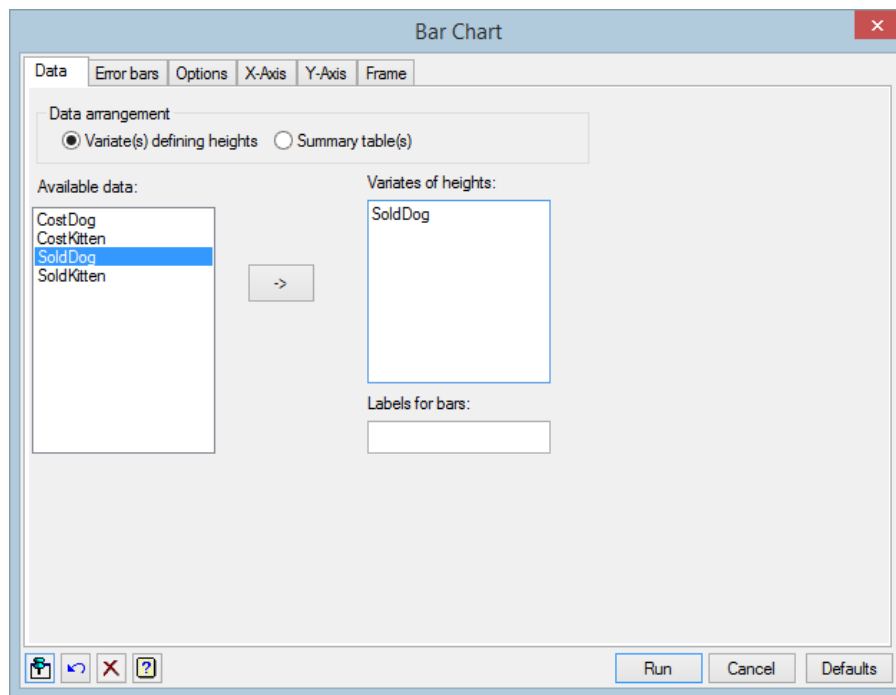 Bar Chart
Data Error bars Options X-Axis Y-Axis Frame
Data arrangement
Variate(s) defining heights Summary table(s)
Available data:
CostDog
CostKitten
SoldDog
SoldKitten
->
Variates of heights:
SoldDog
Labels for bars:
Run Cancel Defaults